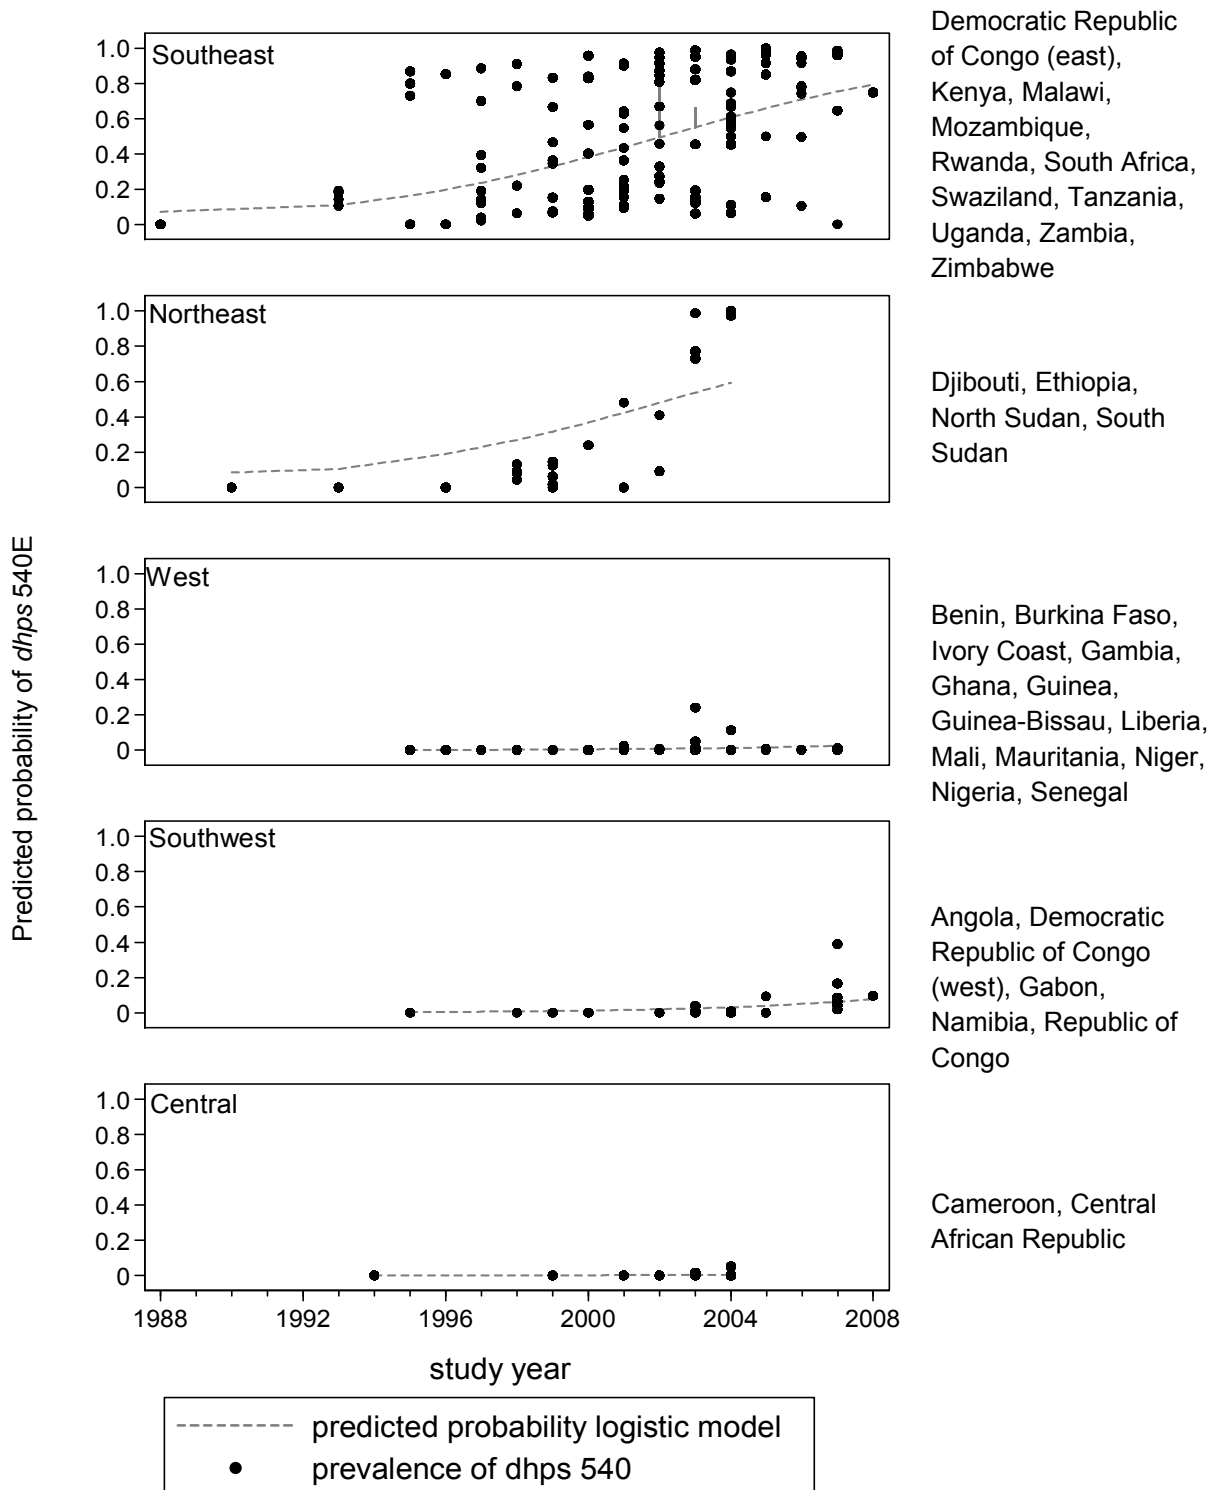 Predicted probability of dhps 540E
Southeast
1.0
0.8
0.6
0.4
0.2
0
Democratic Republic
of Congo (east),
Kenya, Malawi,
Mozambique,
Rwanda, South Africa,
Swaziland, Tanzania,
Uganda, Zambia,
Zimbabwe
Northeast
1.0
0.8
0.6
0.4
0.2
0
Djibouti, Ethiopia,
North Sudan, South
Sudan
West
1.0
0.8
0.6
0.4
0.2
0
Benin, Burkina Faso,
Ivory Coast, Gambia,
Ghana, Guinea,
Guinea-Bissau, Liberia,
Mali, Mauritania, Niger,
Nigeria, Senegal
Southwest
1.0
0.8
0.6
0.4
0.2
0
Angola, Democratic
Republic of Congo
(west), Gabon,
Namibia, Republic of
Congo
Central
1.0
0.8
0.6
0.4
0.2
0
Cameroon, Central
African Republic
1988 1992 1996 2000 2004 2008
study year
predicted probability logistic model
prevalence of dhps 540